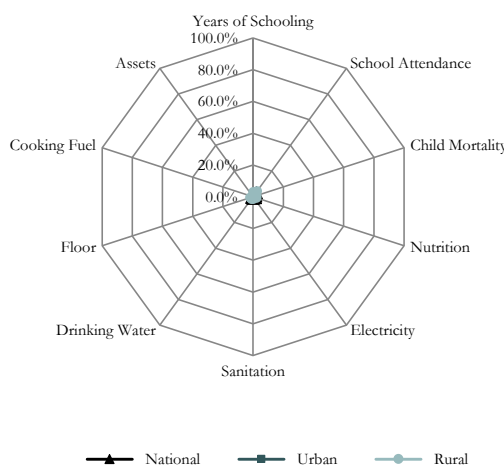 Years of Schooling
100.0%
Assets
School Attendance
80.0%
60.0%
Cooking Fuel
Child Mortality
40.0%
20.0%
0.0%
Floor
Nutrition
Drinking Water
Electricity
Sanitation
National
Urban
Rural